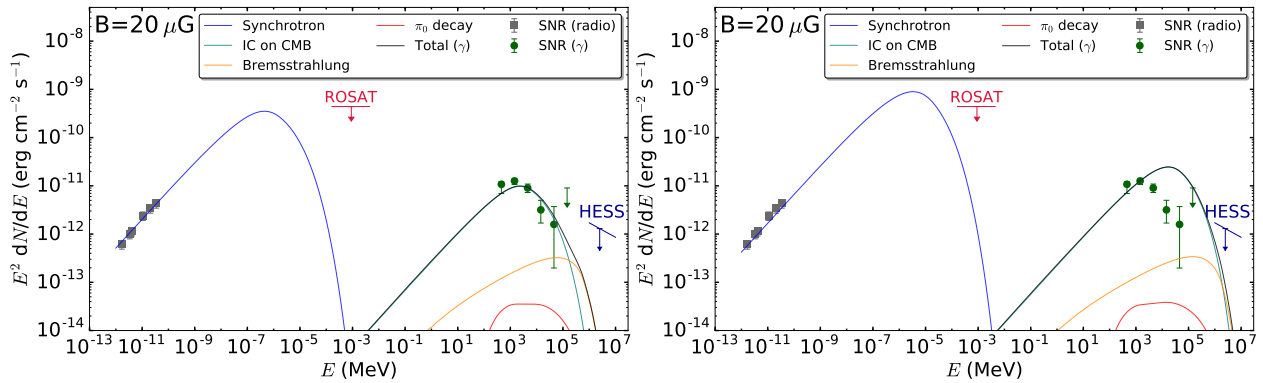 B=20 μG
Synchrotron
IC on CMB
Bremsstrahlung
π₀ decay
Total (γ)
SNR (radio)
SNR (γ)
ROSAT
HESS
10⁻⁸
10⁻⁹
10⁻¹⁰
10⁻¹¹
10⁻¹²
10⁻¹³
10⁻¹⁴
E² dN/dE (erg cm⁻² s⁻¹)
10⁻¹³ 10⁻¹¹ 10⁻⁹ 10⁻⁷ 10⁻⁵ 10⁻³ 10⁻¹ 10¹ 10³ 10⁵ 10⁷
E (MeV)
B=20 μG
Synchrotron
IC on CMB
Bremsstrahlung
π₀ decay
Total (γ)
SNR (radio)
SNR (γ)
ROSAT
HESS
10⁻⁸
10⁻⁹
10⁻¹⁰
10⁻¹¹
10⁻¹²
10⁻¹³
10⁻¹⁴
E² dN/dE (erg cm⁻² s⁻¹)
10⁻¹³ 10⁻¹¹ 10⁻⁹ 10⁻⁷ 10⁻⁵ 10⁻³ 10⁻¹ 10¹ 10³ 10⁵ 10⁷
E (MeV)